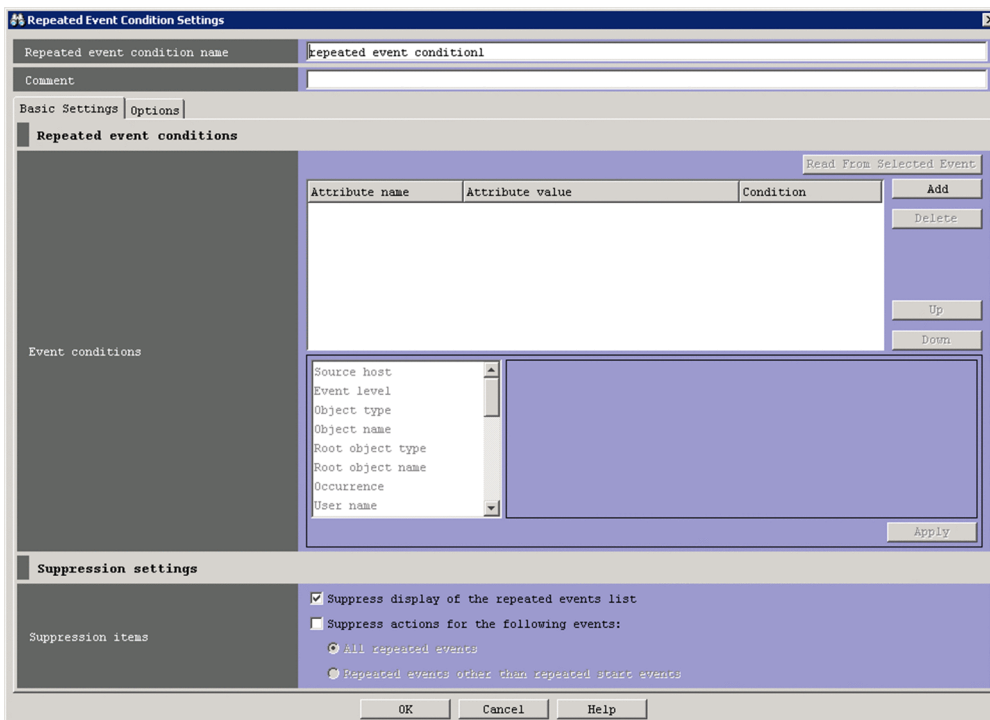 Repeated Event Condition Settings
Repeated event condition name
repeated event condition1
Comment
Basic Settings
Options
Repeated event conditions
Event conditions
Read From Selected Event
Attribute name
Attribute value
Condition
Add
Delete
Up
Down
Source host
Event level
Object type
Object name
Root object type
Root object name
Occurrence
User name
Apply
Suppression settings
Suppression items
Suppress display of the repeated events list
Suppress actions for the following events:
All repeated events
Repeated events other than repeated start events
OK
Cancel
Help